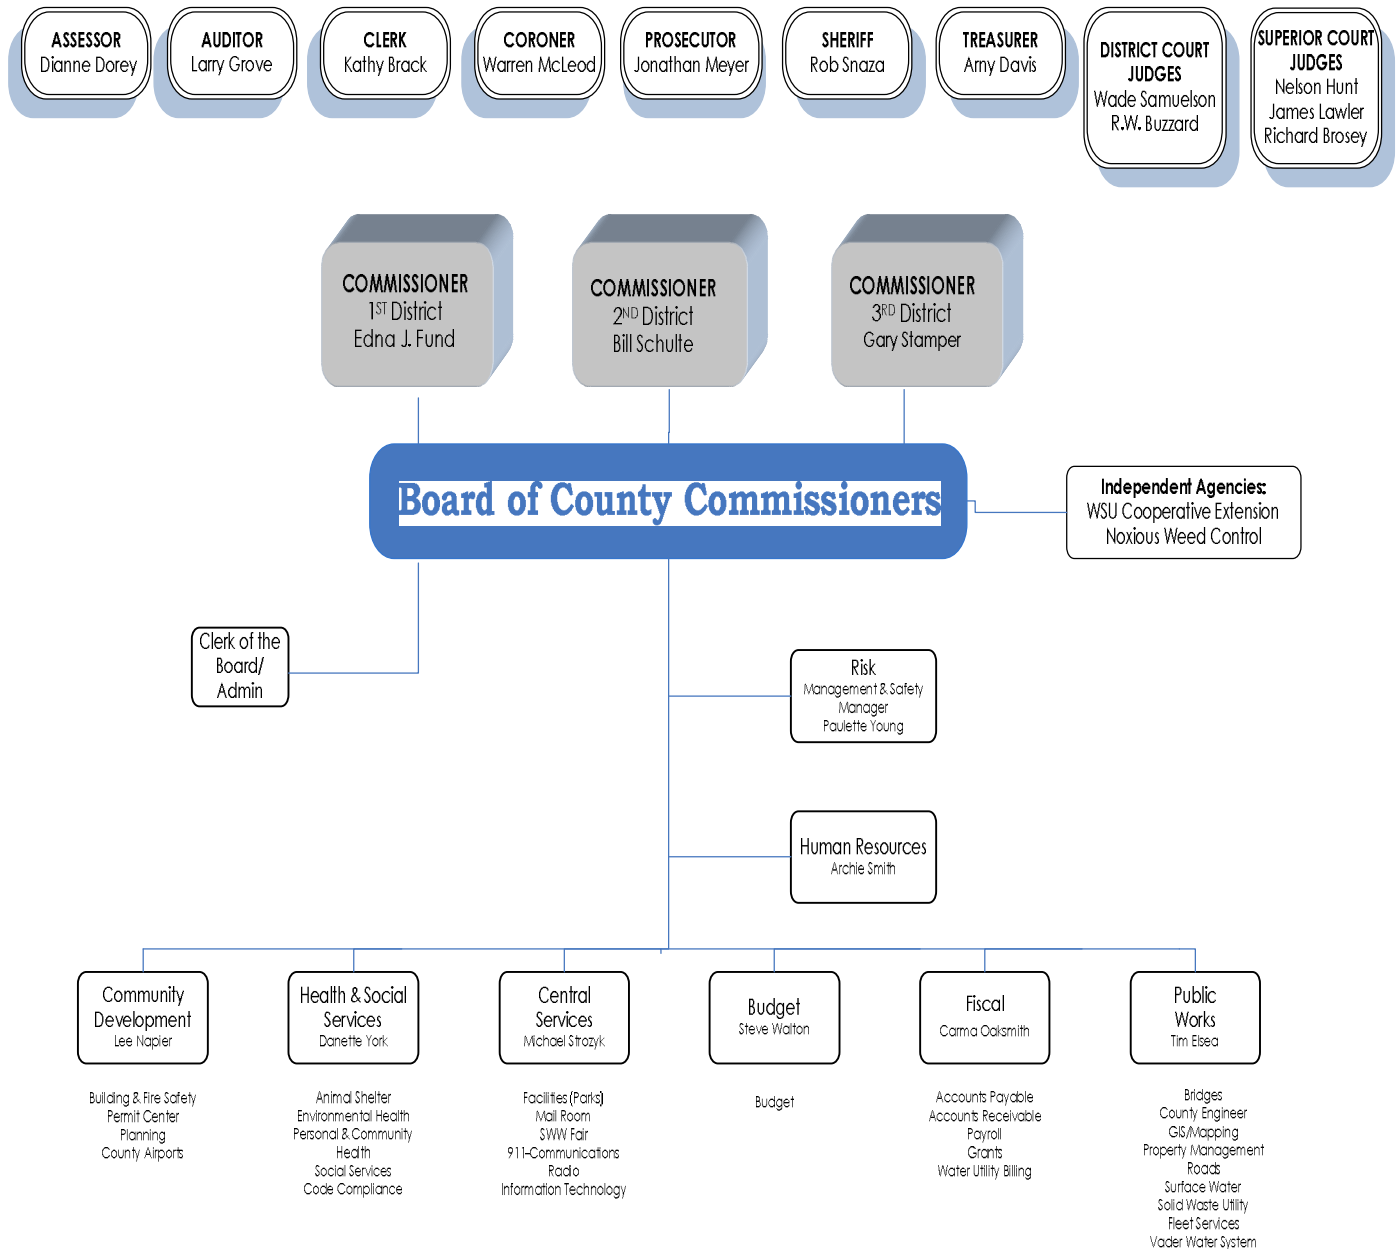 ASSESSOR
Dianne Dorey
AUDITOR
Larry Grove
CLERK
Kathy Brack
CORONER
Warren McLeod
PROSECUTOR
Jonathan Meyer
SHERIFF
Rob Snaza
TREASURER
Arny Davis
DISTRICT COURT
JUDGES
Wade Samuelson
R.W. Buzzard
SUPERIOR COURT
JUDGES
Nelson Hunt
James Lawler
Richard Brosey
COMMISSIONER
1ST District
Edna J. Fund
COMMISSIONER
2ND District
Bill Schulte
COMMISSIONER
3RD District
Gary Stamper
Board of County Commissioners
Independent Agencies:
WSU Cooperative Extension
Noxious Weed Control
Clerk of the
Board/
Admin
Risk
Management & Safety
Manager
Paulette Young
Human Resources
Archie Smith
Community
Development
Lee Napier
Health & Social
Services
Danette York
Central
Services
Michael Strozyk
Budget
Steve Walton
Fiscal
Carma Oaksmith
Public
Works
Tim Elsea
Building & Fire Safety
Permit Center
Planning
County Airports
Animal Shelter
Environmental Health
Personal & Community
Health
Social Services
Code Compliance
Facilities (Parks)
Mail Room
SWW Fair
911-Communications
Radio
Information Technology
Budget
Accounts Payable
Accounts Receivable
Payroll
Grants
Water Utility Billing
Bridges
County Engineer
GIS/Mapping
Property Management
Roads
Surface Water
Solid Waste Utility
Fleet Services
Vader Water System